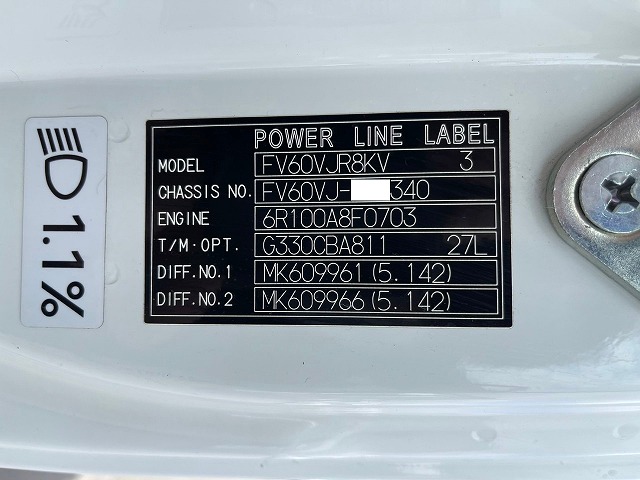 POWER LINE LABEL
MODEL FV60VJR8KV 3
CHASSIS NO. FV60VJ- 340
ENGINE 6R100A8F0703
T/M·OPT. G330CBA811 27L
DIFF.NO.1 MK609961(5.142)
DIFF.NO.2 MK609966(5.142)
1.1%